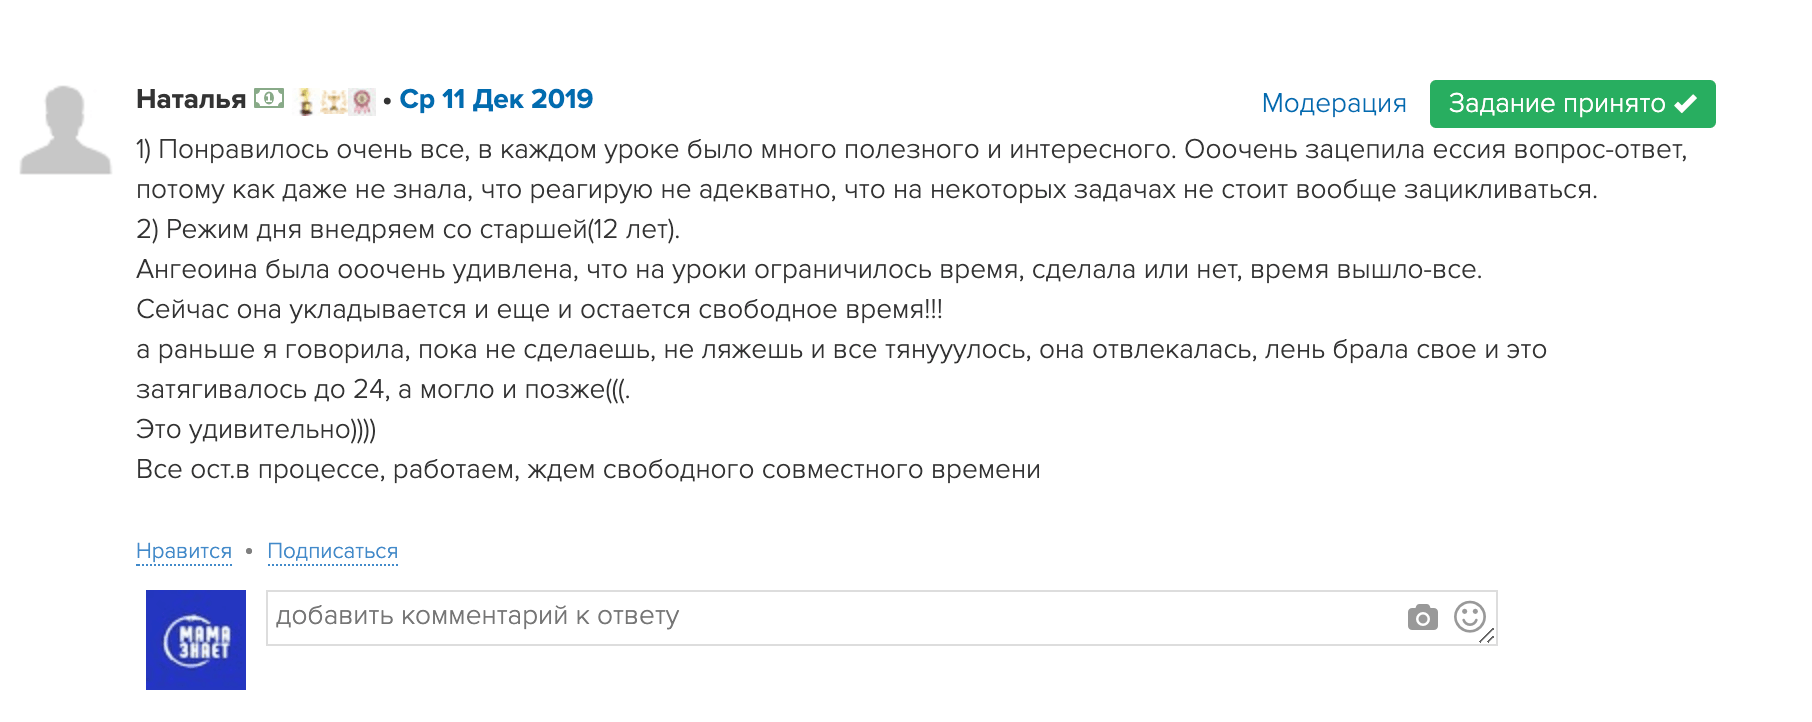 Наталья • Ср 11 Дек 2019
Модерация
Задание принято
1) Понравилось очень все, в каждом уроке было много полезного и интересного. Ооочень зацепила ессия вопрос-ответ,
потому как даже не знала, что реагирую не адекватно, что на некоторых задачах не стоит вообще зацикливаться.
2) Режим дня внедряем со старшей(12 лет).
Ангеоина была ооочень удивлена, что на уроки ограничилось время, сделала или нет, время вышло-все.
Сейчас она укладывается и еще и остается свободное время!!!
а раньше я говорила, пока не сделаешь, не ляжешь и все тянууулось, она отвлекалась, лень брала свое и это
затягивалось до 24, а могло и позже(((.
Это удивительно))))
Все ост.в процессе, работаем, ждем свободного совместного времени
Нравится • Подписаться
МАМА
ЗНАЕТ
добавить комментарий к ответу